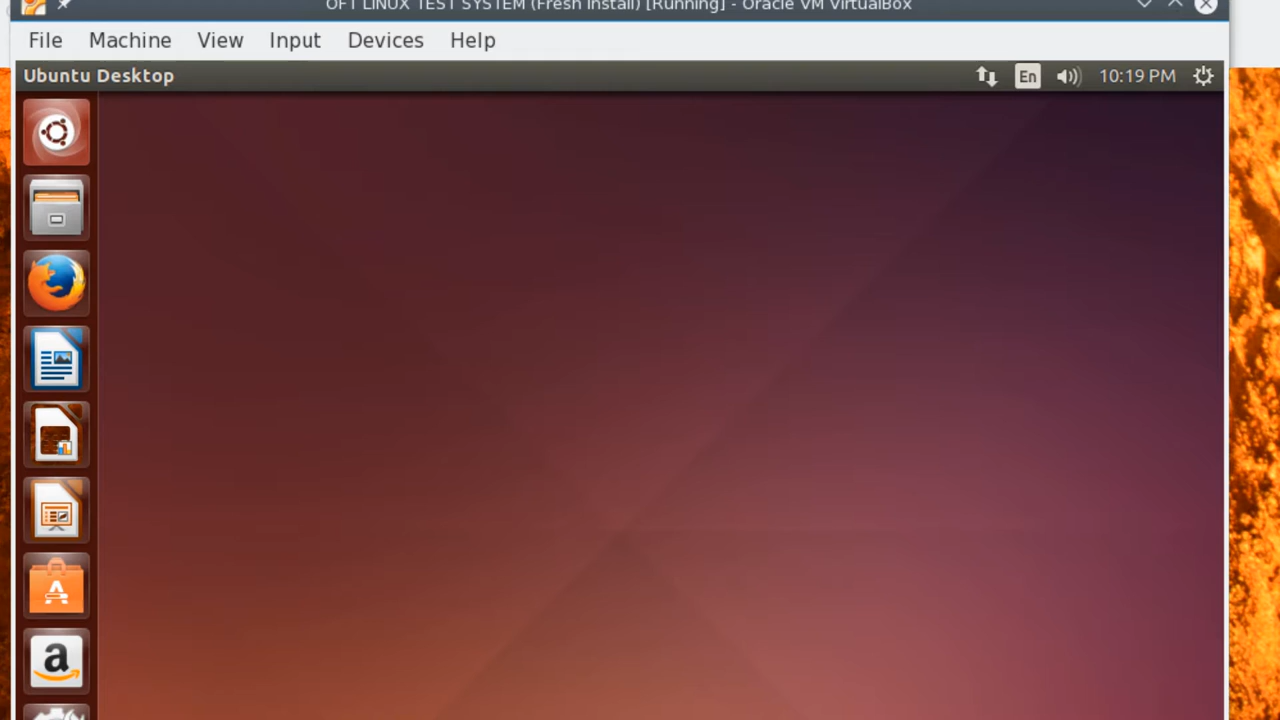 OFT LINUX TEST SYSTEM (Fresh Install) [Running] - Oracle VM VirtualBox
File Machine View Input Devices Help
Ubuntu Desktop En 10:19 PM
A
a